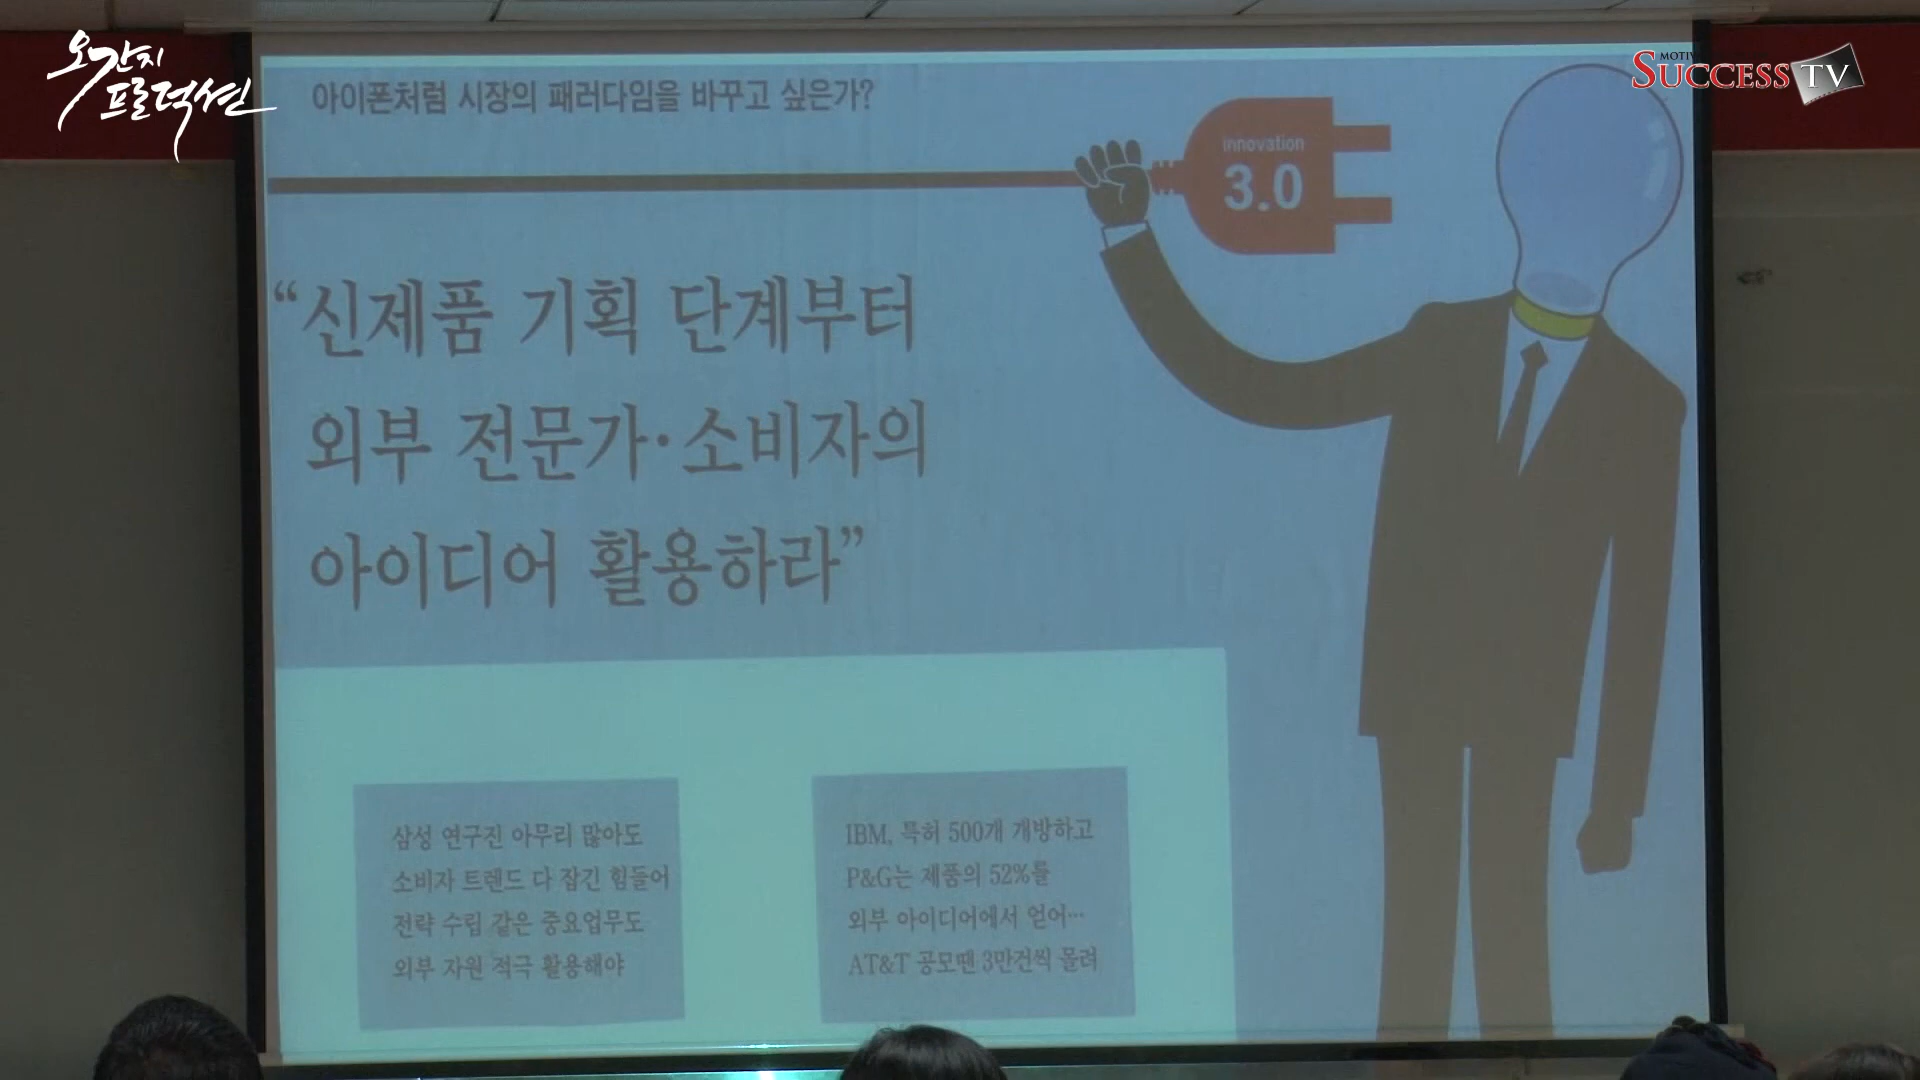 오가찌
프로덕션
MOTIV
SUCCESS TV
아이폰처럼 시장의 패러다임을 바꾸고 싶은가?
innovation
3.0
“신제품 기획 단계부터
외부 전문가·소비자의
아이디어 활용하라”
삼성 연구진 아무리 많아도
소비자 트렌드 다 잡긴 힘들어
전략 수립 같은 중요업무도
외부 자원 적극 활용해야
IBM, 특허 500개 개방하고
P&G는 제품의 52%를
외부 아이디어에서 얻어…
AT&T 공모땐 3만건씩 몰려